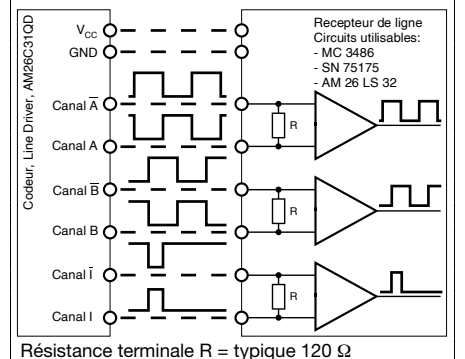 Codeur, Line Driver, AM26C31QD
V_CC
GND
Canal A̅
Canal A
Canal B̅
Canal B
Canal I̅
Canal I
Recepteur de ligne
Circuits utilisables:
- MC 3486
- SN 75175
- AM 26 LS 32
R
R
R
Résistance terminale R = typique 120 Ω